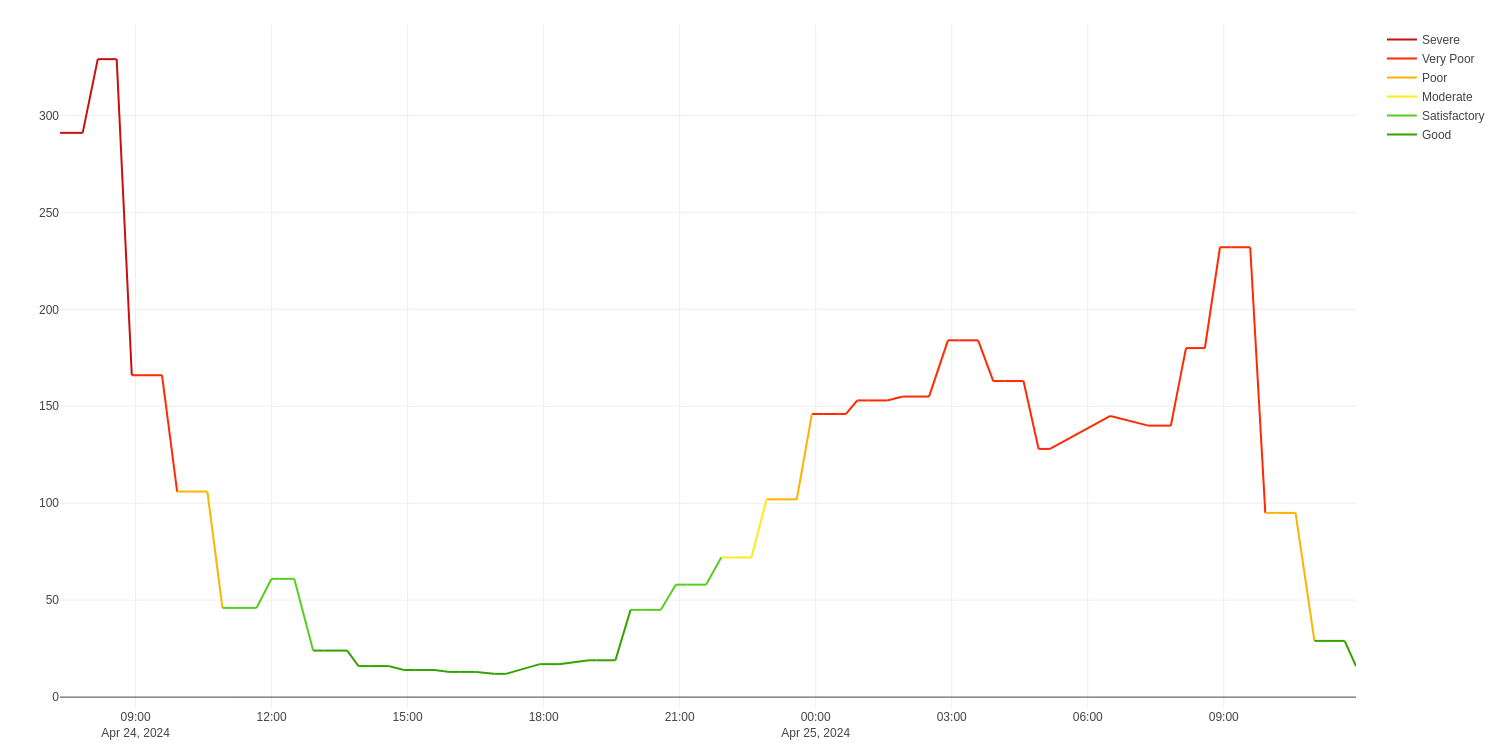 300
250
200
150
100
50
0
09:00 12:00 15:00 18:00 21:00 00:00 03:00 06:00 09:00
Apr 24, 2024 Apr 25, 2024
Severe
Very Poor
Poor
Moderate
Satisfactory
Good